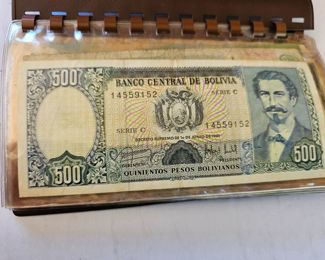 500
BANCO CENTRAL DE BOLIVIA
14559152
SERIE C
14559152
SERIE C
500
500
QUINIENTOS PESOS BOLIVIANOS